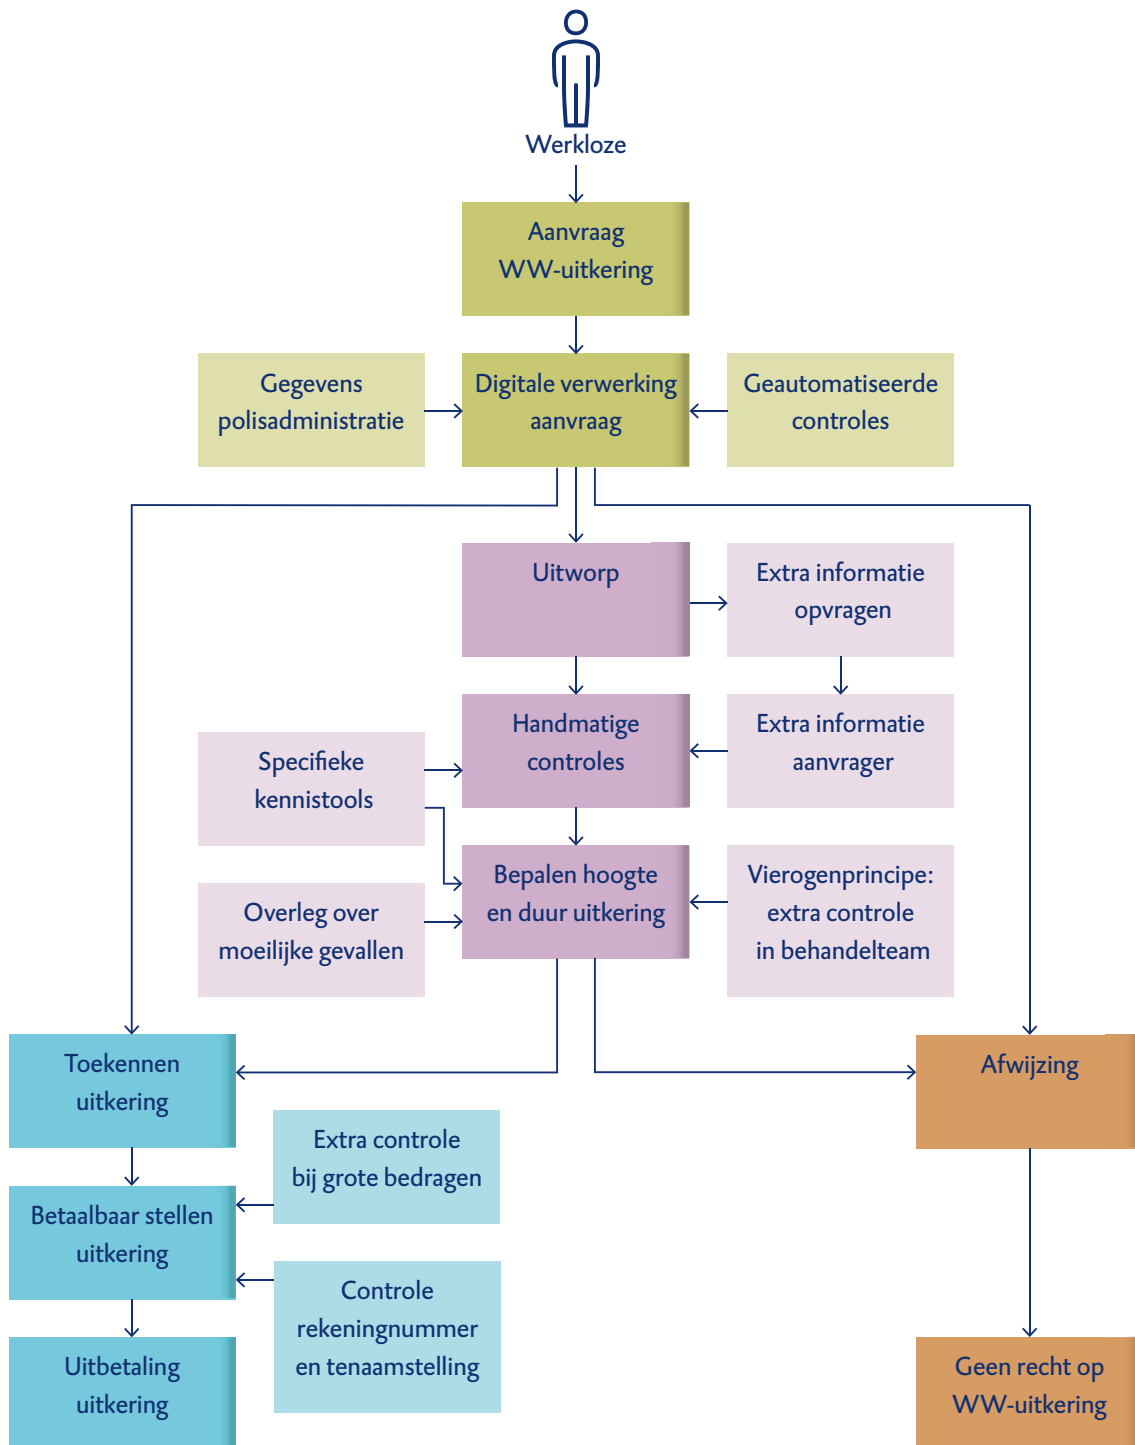 Werkloze
Aanvraag
WW-uitkering
Gegevens
polisadministratie
Digitale verwerking
aanvraag
Geautomatiseerde
controles
Uitworp
Extra informatie
opvragen
Handmatige
controles
Extra informatie
aanvrager
Specifieke
kennistools
Bepalen hoogte
en duur uitkering
Vierogenprincipe:
extra controle
in behandelteam
Overleg over
moeilijke gevallen
Toekennen
uitkering
Afwijzing
Extra controle
bij grote bedragen
Betaalbaar stellen
uitkering
Controle
rekeningnummer
en tenaamstelling
Uitbetaling
uitkering
Geen recht op
WW-uitkering